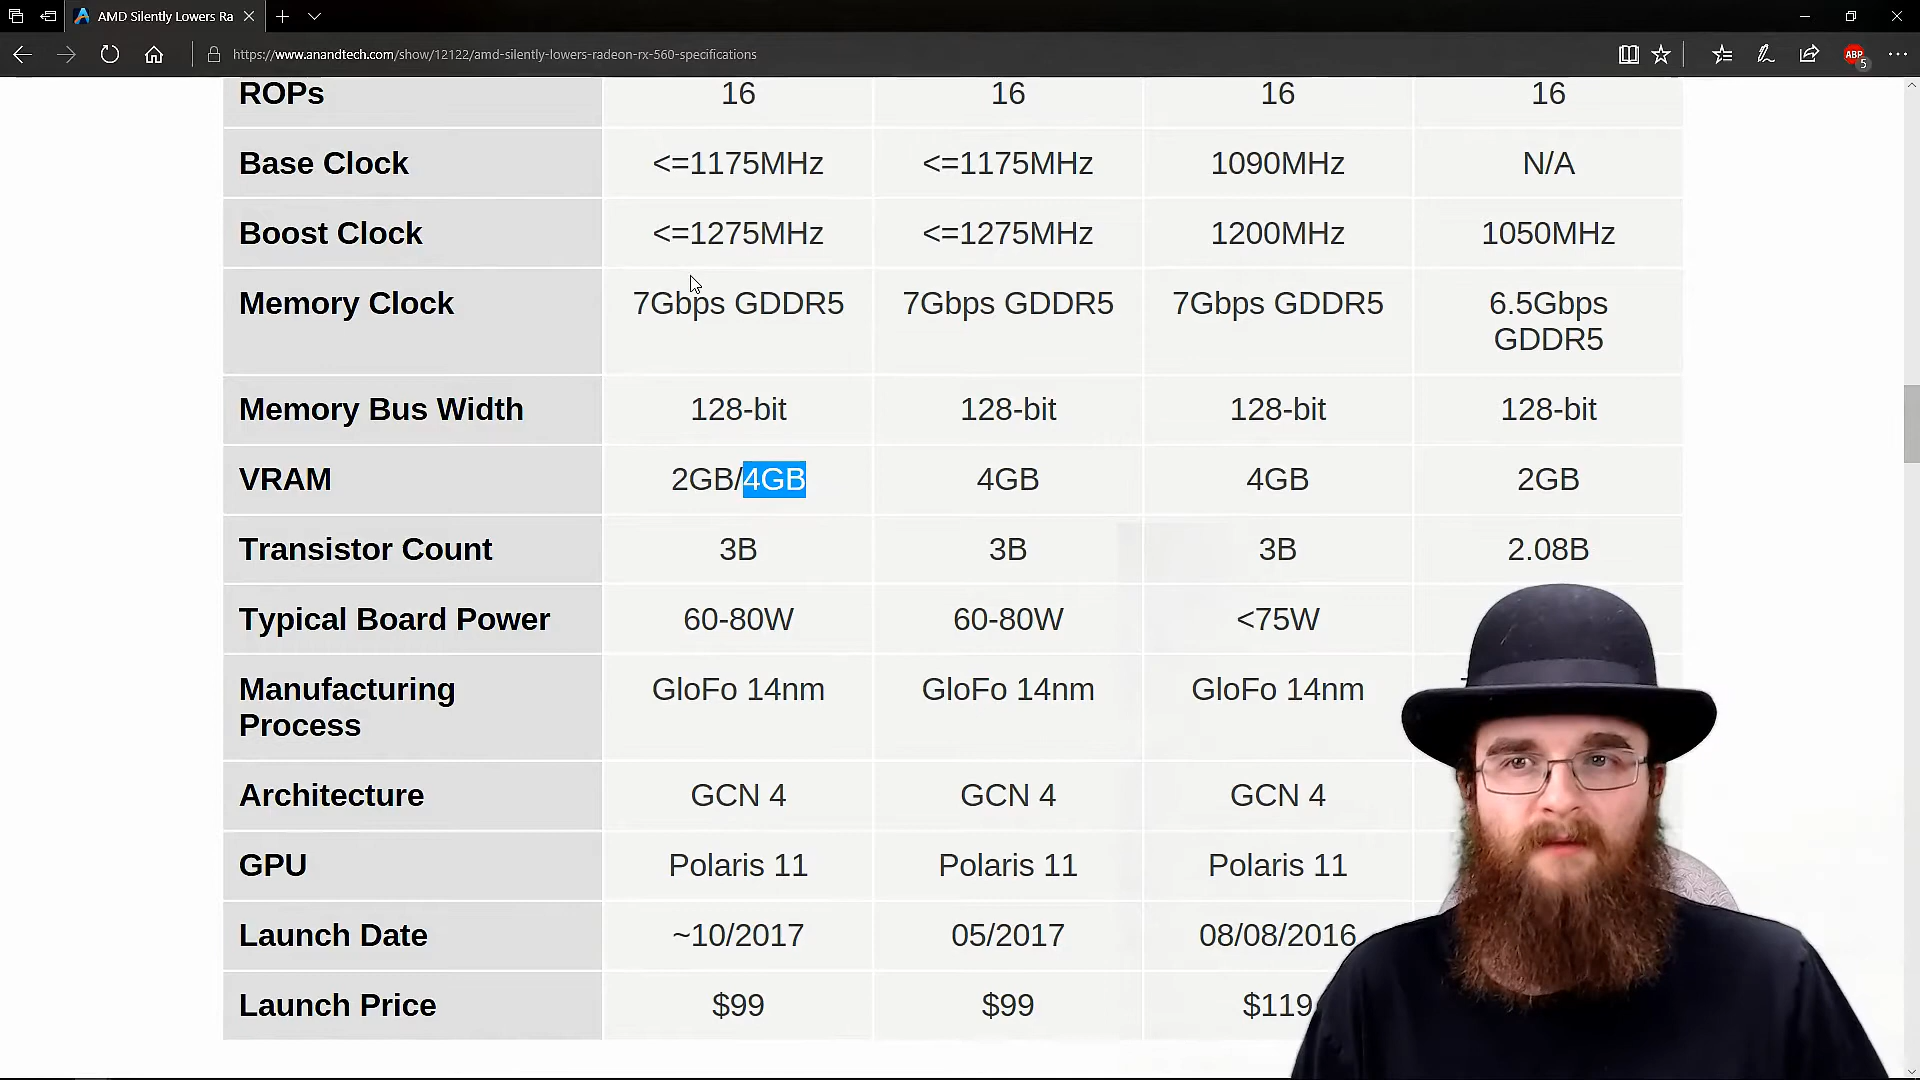 AMD Silently Lowers Ra
https://www.anandtech.com/show/12122/amd-silently-lowers-radeon-rx-560-specifications
ABP
5
ROPs 16 16 16 16
Base Clock <=1175MHz <=1175MHz 1090MHz N/A
Boost Clock <=1275MHz <=1275MHz 1200MHz 1050MHz
Memory Clock 7Gbps GDDR5 7Gbps GDDR5 7Gbps GDDR5 6.5Gbps
GDDR5
Memory Bus Width 128-bit 128-bit 128-bit 128-bit
VRAM 2GB/4GB 4GB 4GB 2GB
Transistor Count 3B 3B 3B 2.08B
Typical Board Power 60-80W 60-80W <75W
Manufacturing GloFo 14nm GloFo 14nm GloFo 14nm
Process
Architecture GCN 4 GCN 4 GCN 4
GPU Polaris 11 Polaris 11 Polaris 11
Launch Date ~10/2017 05/2017 08/08/2016
Launch Price $99 $99 $119